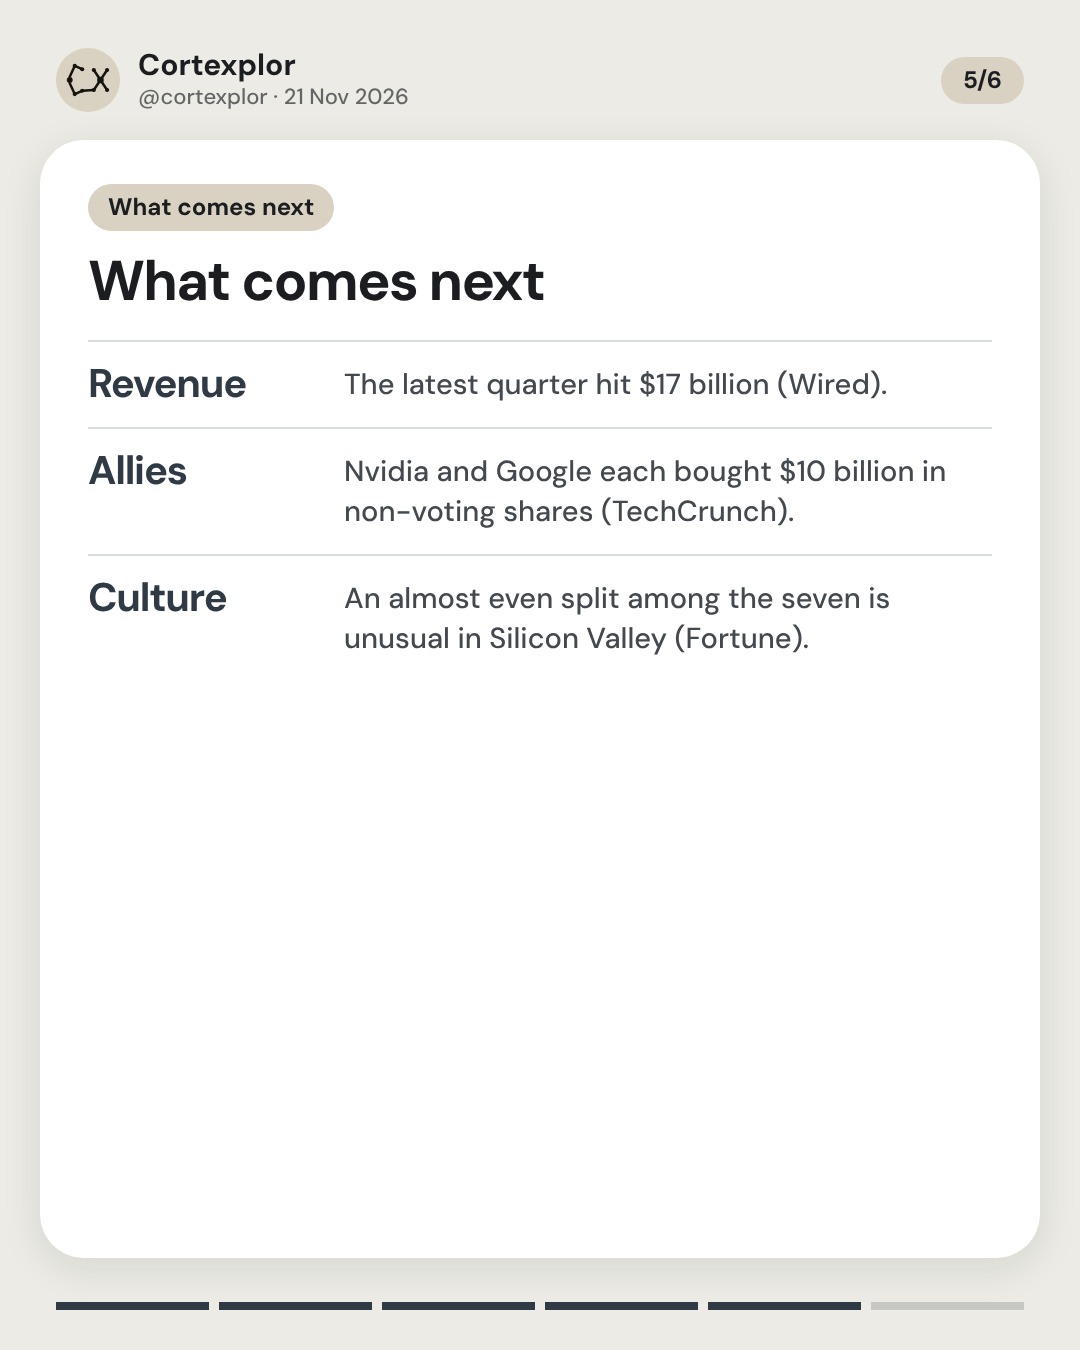 Cortexplor
@cortexplor · 21 Nov 2026
5/6
What comes next
What comes next
Revenue
The latest quarter hit $17 billion (Wired).
Allies
Nvidia and Google each bought $10 billion in
non-voting shares (TechCrunch).
Culture
An almost even split among the seven is
unusual in Silicon Valley (Fortune).